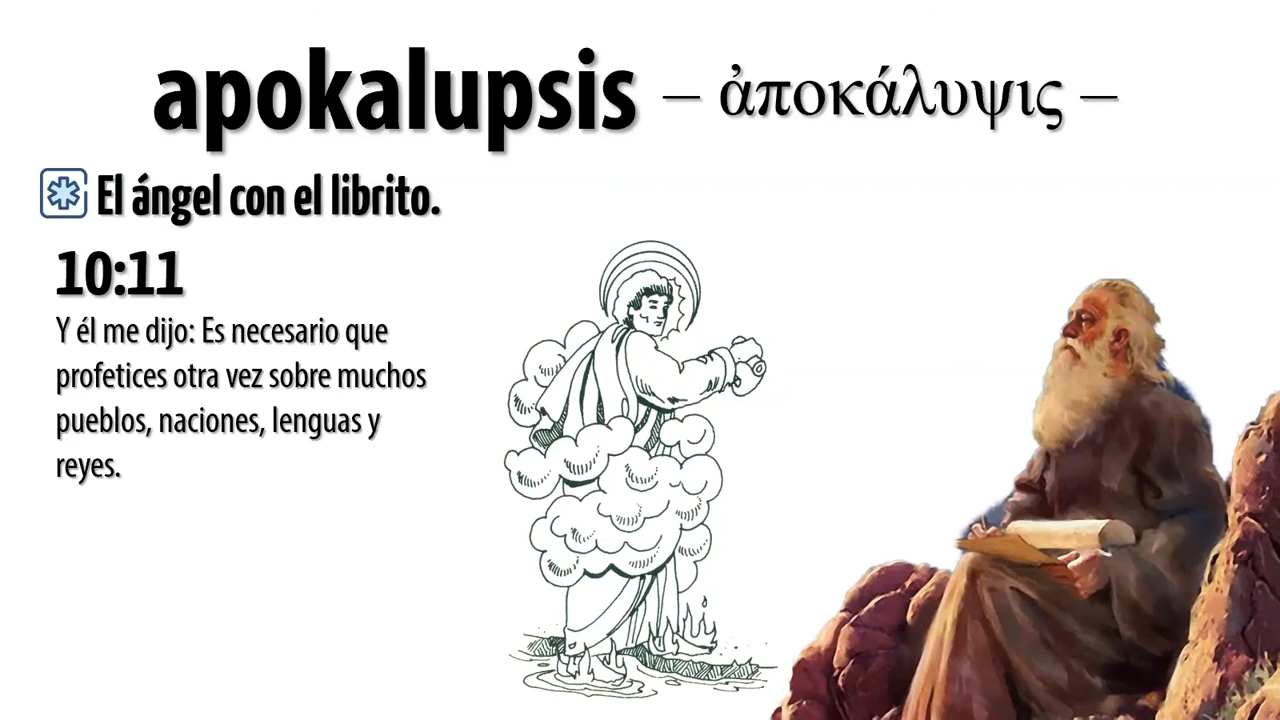 apokalupsis – ἀποκάλυψις –
El ángel con el librito.
10:11
Y él me dijo: Es necesario que
profetices otra vez sobre muchos
pueblos, naciones, lenguas y
reyes.